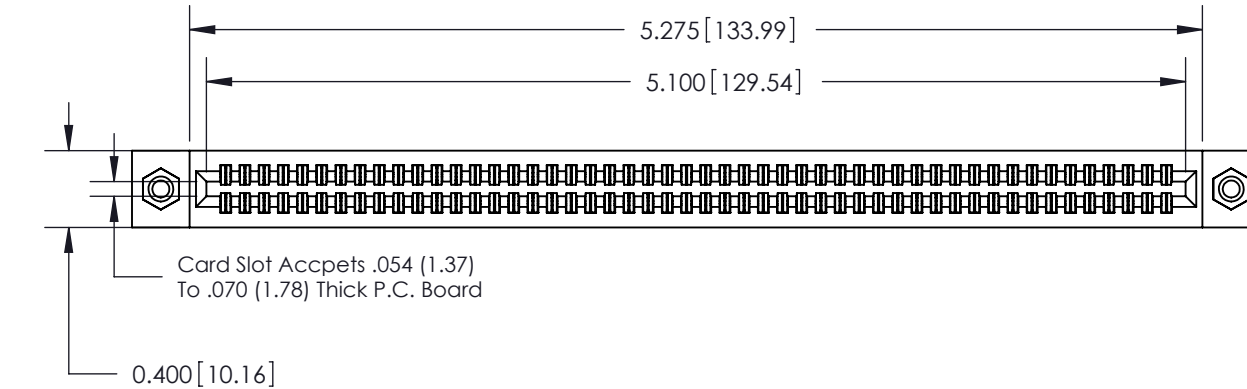 5.275[133.99]
5.100[129.54]
Card Slot Accpets .054 (1.37)
To .070 (1.78) Thick P.C. Board
0.400[10.16]